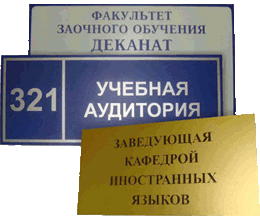 ФАКУЛЬТЕТ
ЗАОЧНОГО ОБУЧЕНИЯ
ДЕКАНАТ
321
УЧЕБНАЯ
АУДИТОРИЯ
ЗАВЕДУЮЩАЯ
КАФЕДРОЙ
ИНОСТРАННЫХ
ЯЗЫКОВ